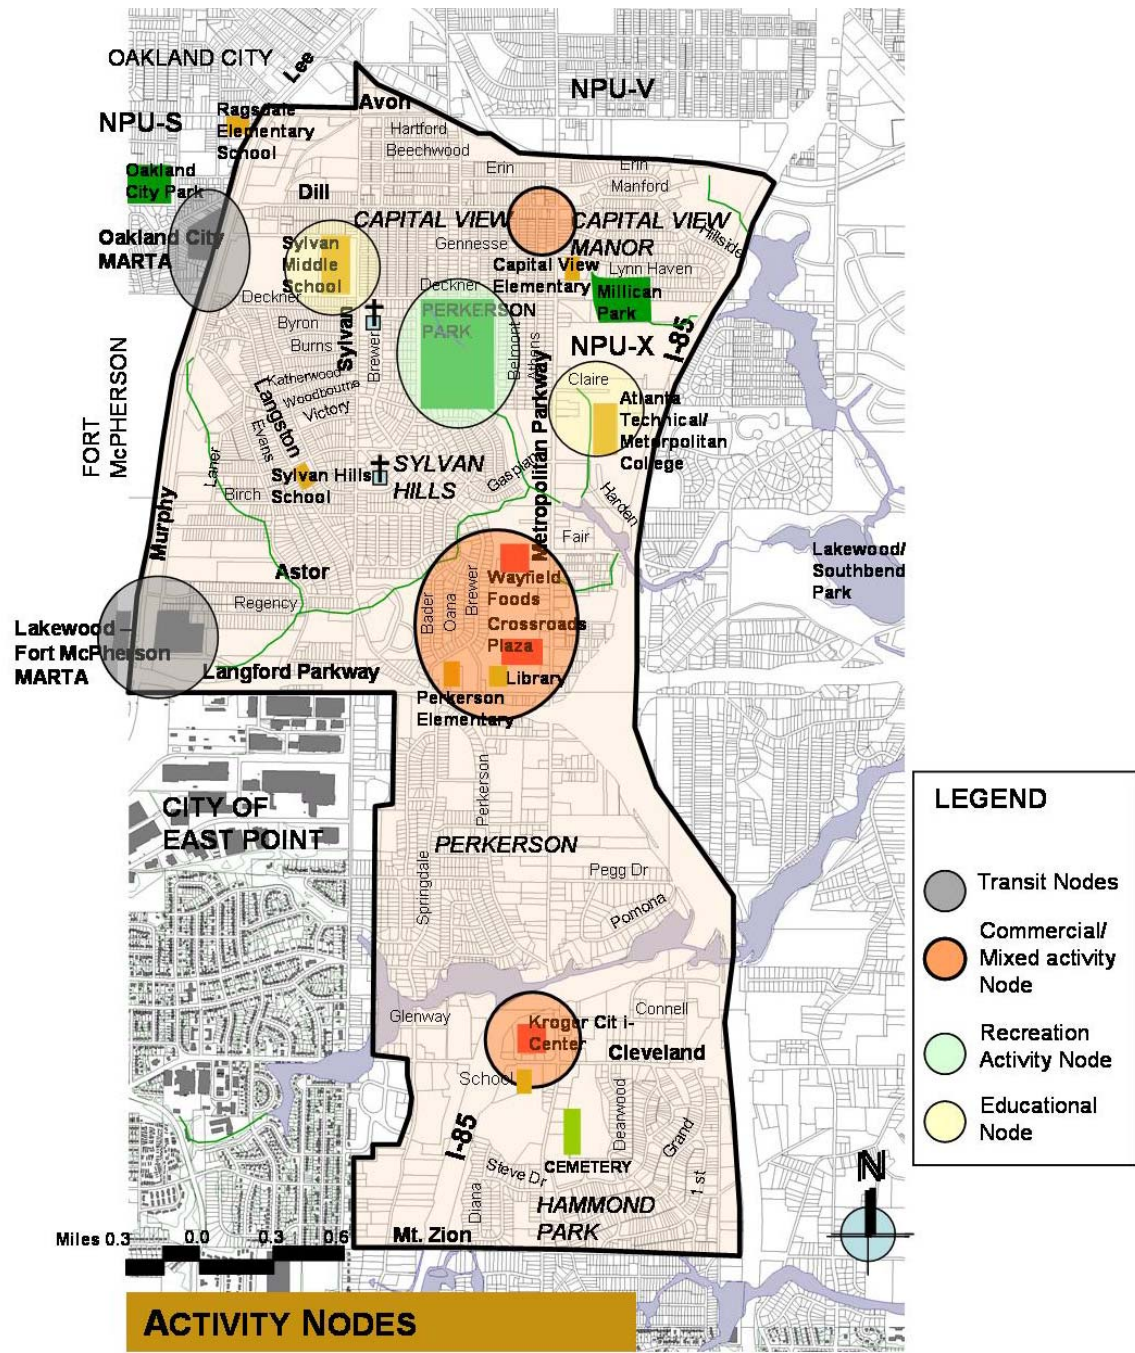 OAKLAND CITY
Lee
NPU-V
Avon
NPU-S
Ragsdale
Elementary
School
Hartford
Beechwood
Erin
Erin
Manford
Oakland
City Park
Dill
CAPITAL VIEW
CAPITAL VIEW
MANOR
Hillside
Oakland City
MARTA
Sylvan
Middle
School
Gennesse
Capital View
Elementary
Lynn Haven
Deckner
Deckner
Millican
Park
PERKERSON
PARK
Byron
Burns
Sylvan
Brewer
Belmont
Athens
NPU-X
I-85
FORT
McPHERSON
Katherwood
Woodbourne
Victory
Langston
Evans
Metropolitan Parkway
Claire
Atlanta
Technical/
Metorpolitan
College
Laner
Birch
Sylvan Hills
School
SYLVAN
HILLS
Gaspian
Harden
Murphy
Fair
Lakewood/
Southbend
Park
Astor
Regency
Wayfield
Foods
Crossroads
Plaza
Bader
Oana
Brewer
Lakewood –
Fort McPherson
MARTA
Langford Parkway
Library
Perkerson
Elementary
Perkerson
CITY OF
EAST POINT
PERKERSON
Springdale
Pegg Dr
Pomona
LEGEND
Transit Nodes
Commercial/
Mixed activity
Node
Recreation
Activity Node
Educational
Node
Glenway
Kroger Cit i-
Center
Connell
Cleveland
School
I-85
Dearwood
Grand
1 st
CEMETERY
Steve Dr
Diana
HAMMOND
PARK
Mt. Zion
N
Miles 0.3 0.0 0.3 0.6
ACTIVITY NODES